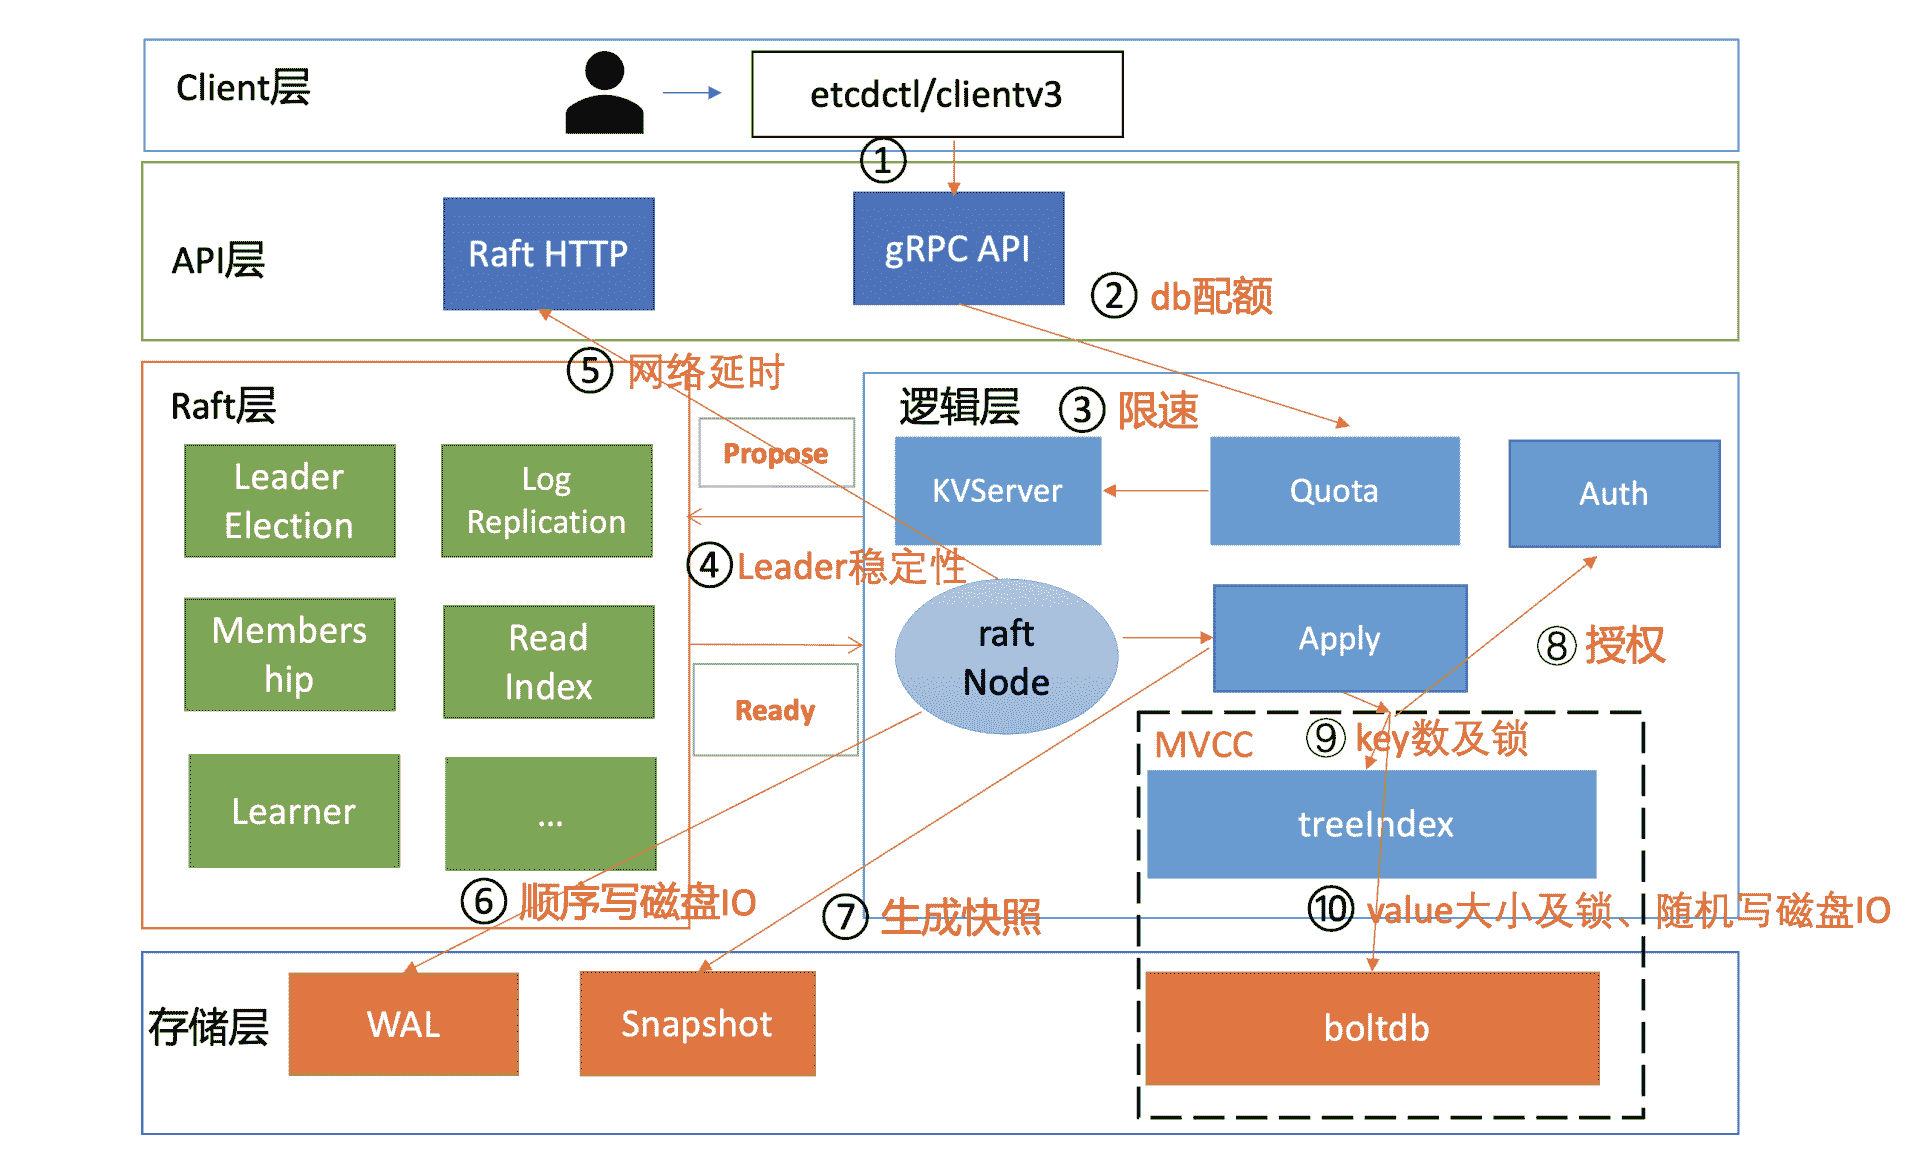 Client层
etcdctl/clientv3
①
API层
Raft HTTP
gRPC API
② db配额
⑤ 网络延时
Raft层
逻辑层
③ 限速
Leader
Election
Log
Replication
Propose
KVServer
Quota
Auth
④ Leader稳定性
Members
hip
Read
Index
raft
Node
Apply
⑧ 授权
Ready
MVCC
⑨ key数及锁
Learner
...
treeIndex
⑥ 顺序写磁盘IO
⑦ 生成快照
⑩ value大小及锁、随机写磁盘IO
存储层
WAL
Snapshot
boltdb